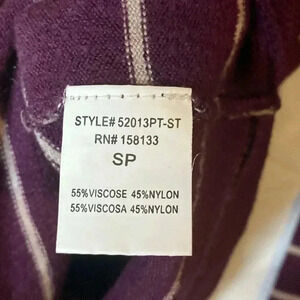 STYLE# 52013PT-ST
RN# 158133
SP
55%VISCOSE 45%NYLON
55%VISCOSA 45%NYLON